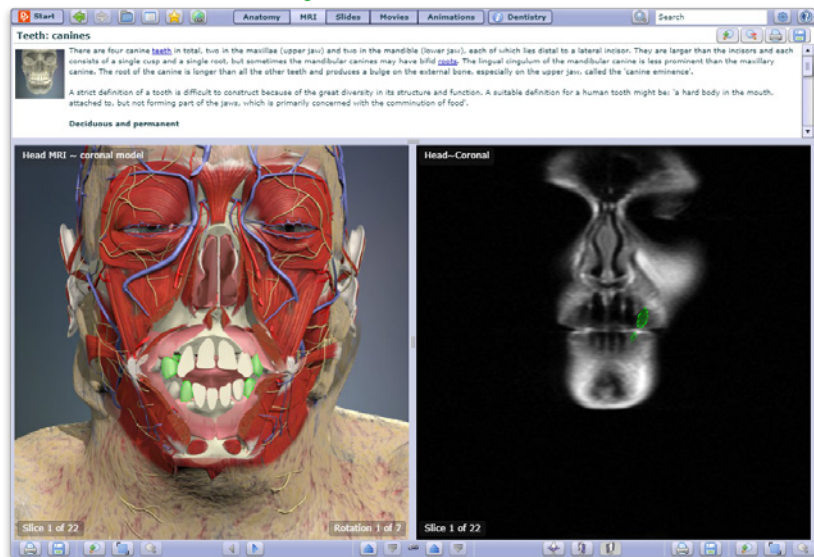 Start
Anatomy MRI Slides Movies Animations Dentistry
Search
Teeth: canines
There are four canine teeth in total, two in the maxillae (upper jaw) and two in the mandible (lower jaw), each of which lies distal to a lateral incisor. They are larger than the incisors and each
consists of a single cusp and a single root, but sometimes the mandibular canines may have bifid roots. The lingual cingulum of the mandibular canine is less prominent than the maxillary
canine. The root of the canine is longer than all the other teeth and produces a bulge on the external bone, especially on the upper jaw, called the 'canine eminence'.
A strict definition of a tooth is difficult to construct because of the great diversity in its structure and function. A suitable definition for a human tooth might be: 'a hard body in the mouth,
attached to, but not forming part of the jaws, which is primarily concerned with the comminution of food'.
Deciduous and permanent
Head MRI ~ coronal model
Head~Coronal
Slice 1 of 22
Rotation 1 of 7
Slice 1 of 22